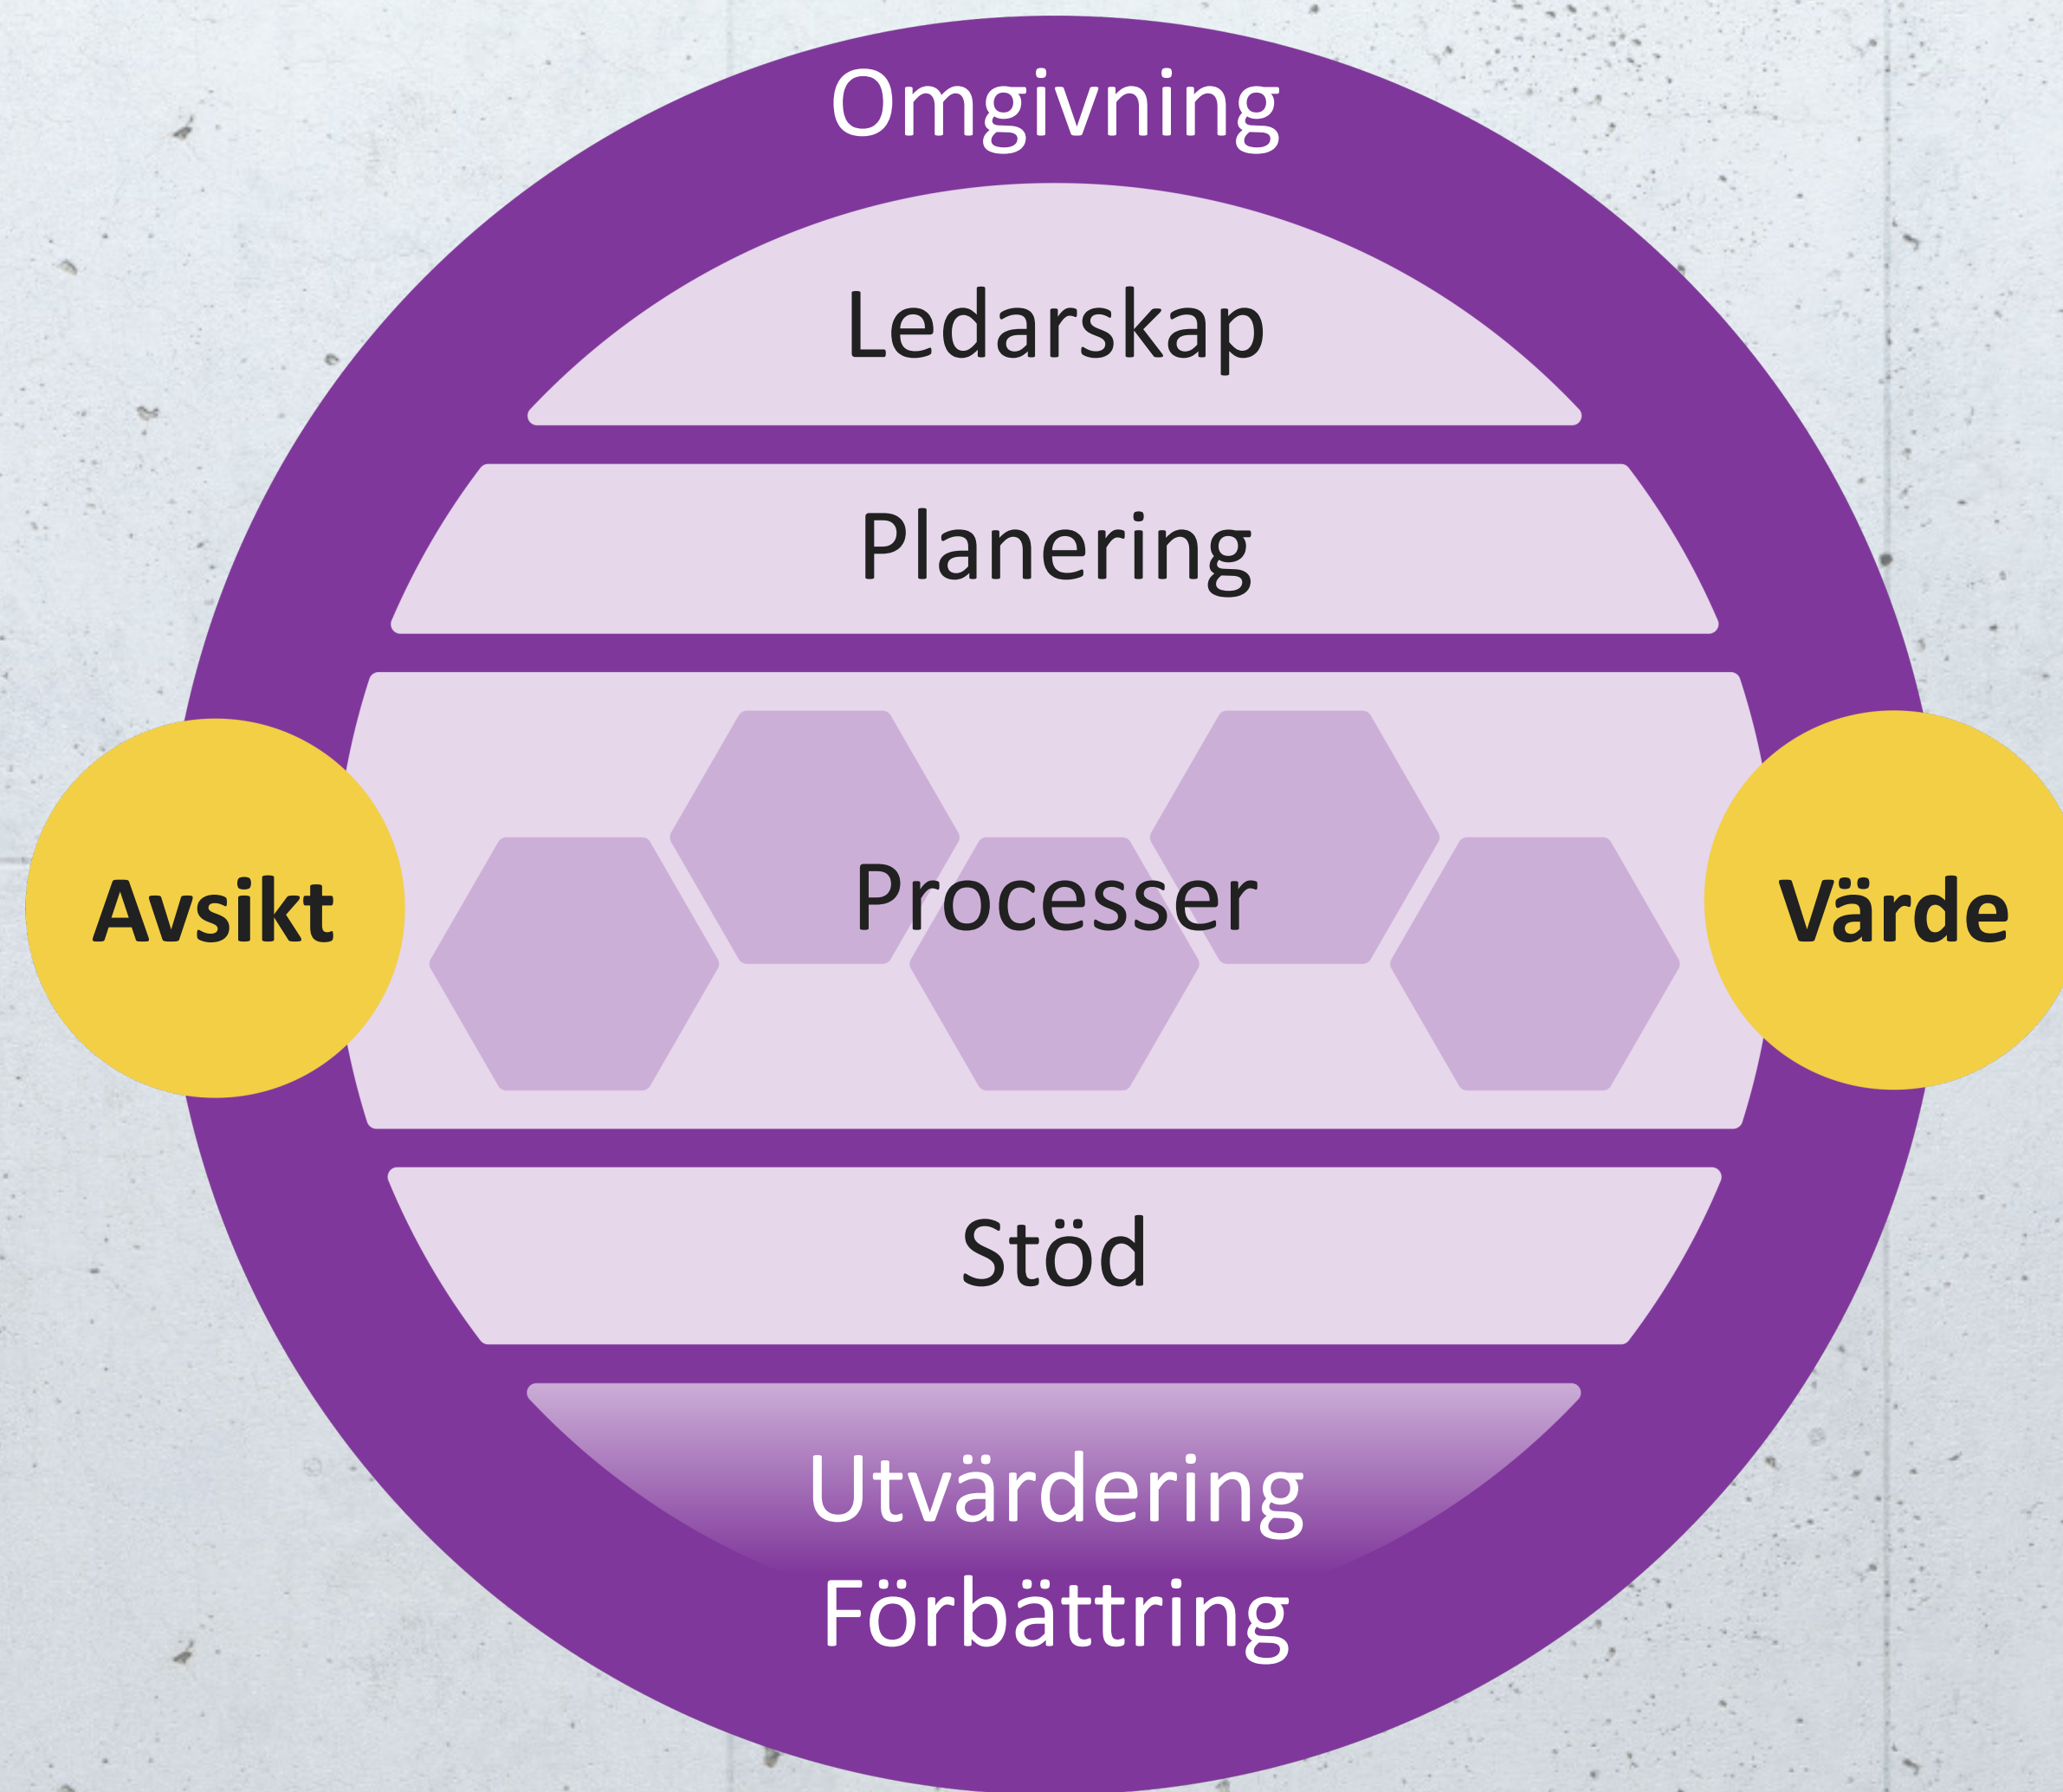 Omgivning
Ledarskap
Planering
Processer
Avsikt
Värde
Stöd
Utvärdering
Förbättring